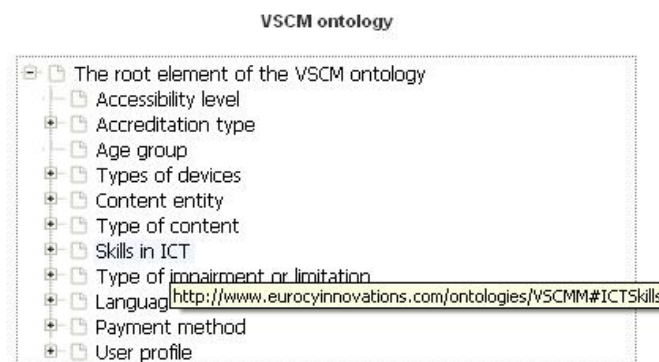 VSCM ontology
The root element of the VSCM ontology
Accessibility level
Accreditation type
Age group
Types of devices
Content entity
Type of content
Skills in ICT
Type of impairment or limitation
Languag
http://www.eurocyinnovations.com/ontologies/VSCMM#ICTSkills
Payment method
User profile